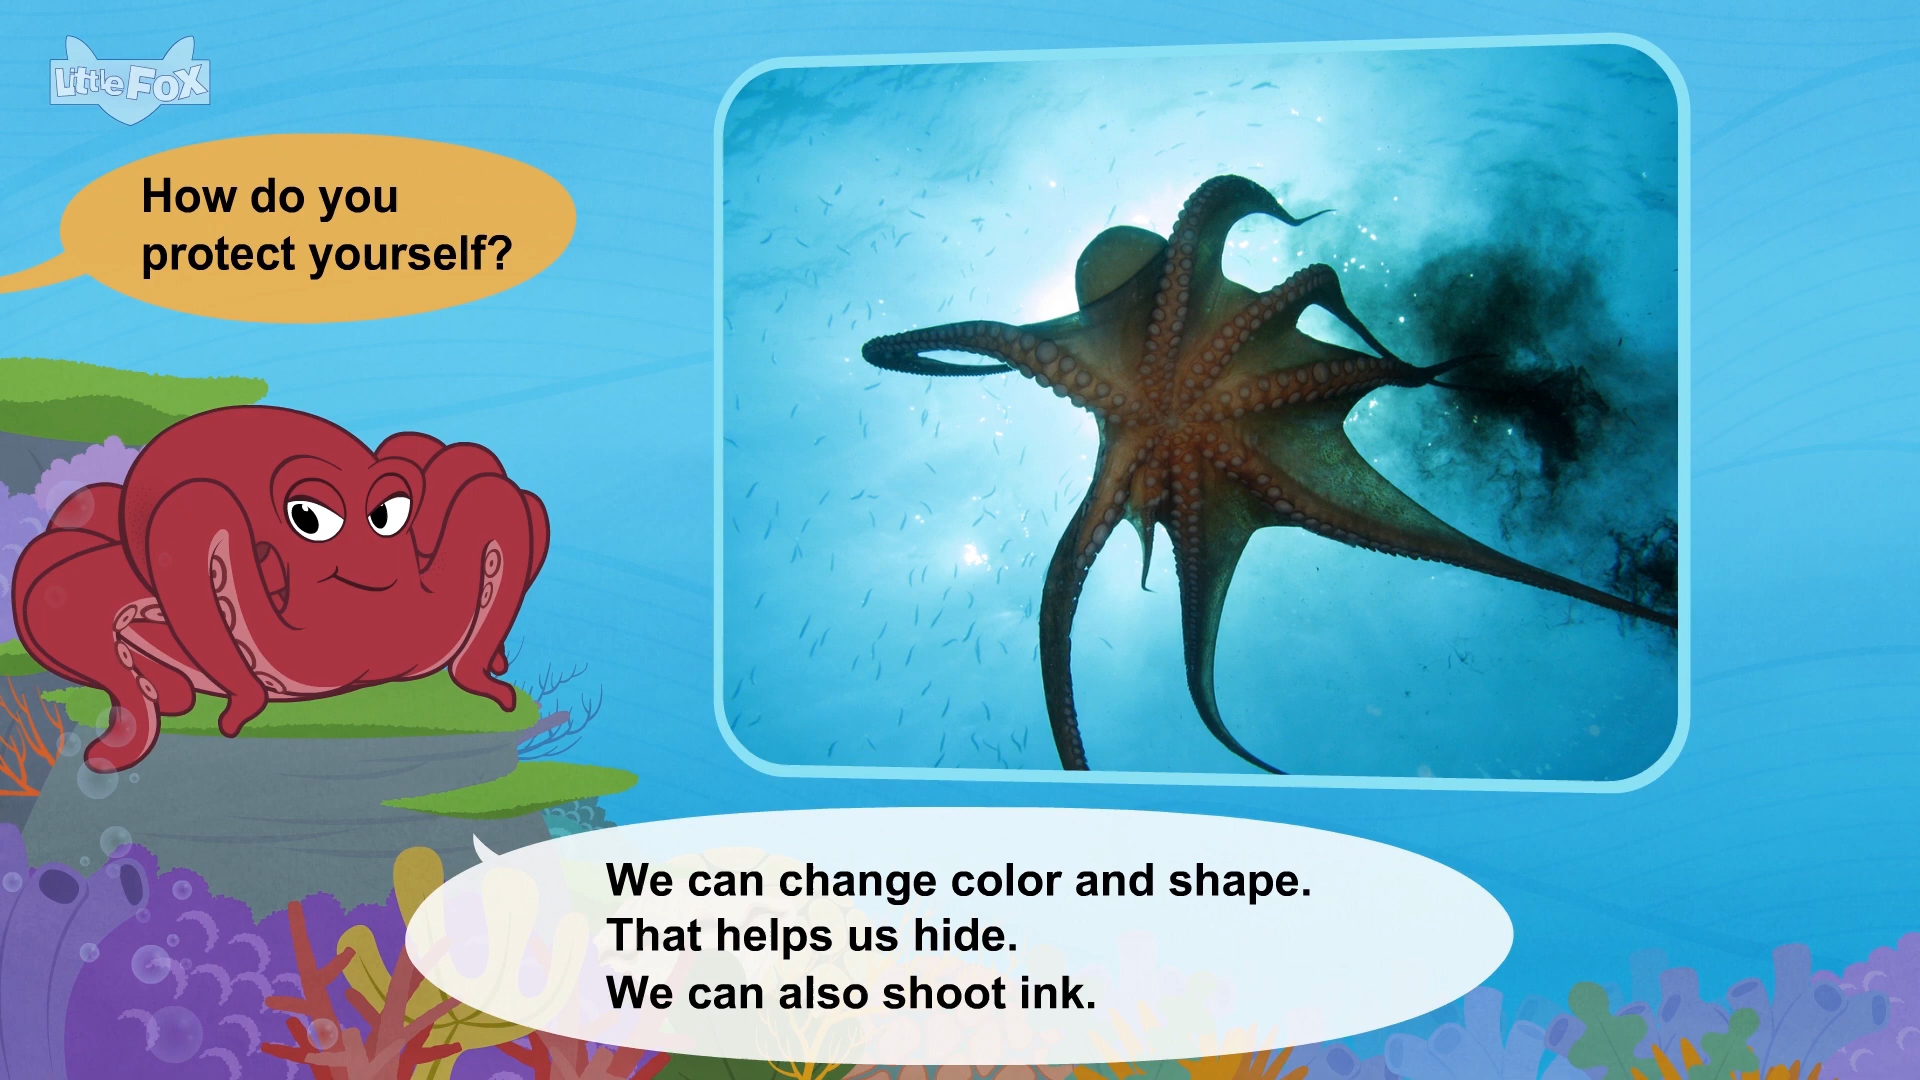 Little Fox
How do you
protect yourself?
We can change color and shape.
That helps us hide.
We can also shoot ink.